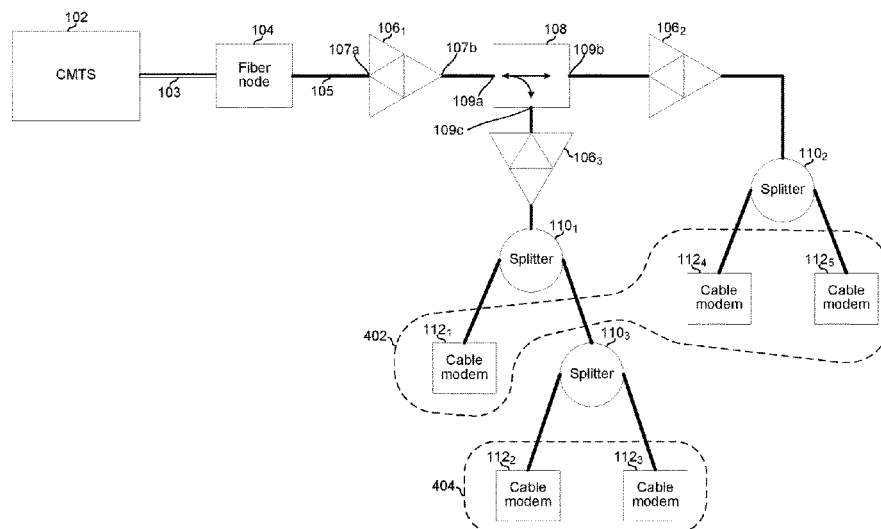 102
CMTS
103
104
Fiber
node
105
107a
106₁
107b
108
109a
109b
109c
106₂
106₃
110₂
Splitter
110₁
Splitter
112₄
Cable
modem
112₅
Cable
modem
402
112₁
Cable
modem
110₃
Splitter
404
112₂
Cable
modem
112₃
Cable
modem